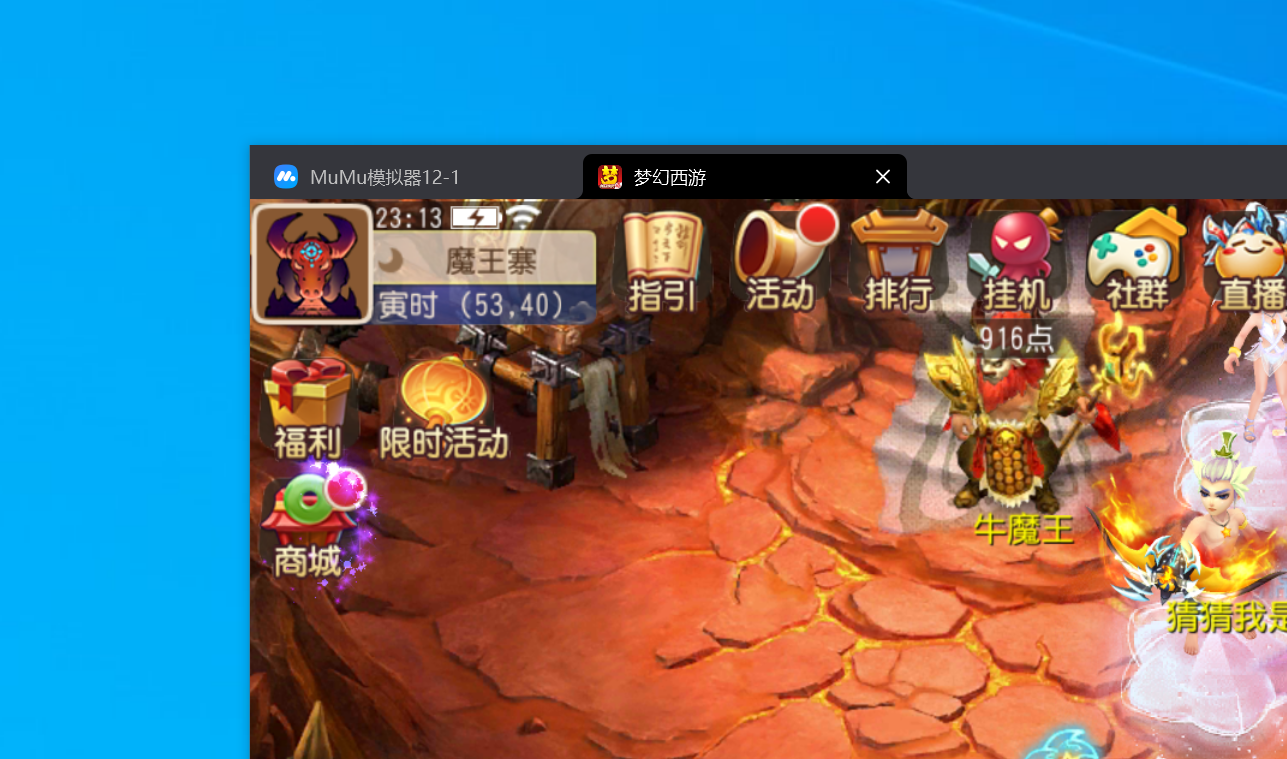 MuMu模拟器12-1
梦幻西游
23:13
魔王寨
寅时 (53,40)
指引
活动
排行
挂机
社群
直播
916点
福利
限时活动
商城
牛魔王
猜猜我是